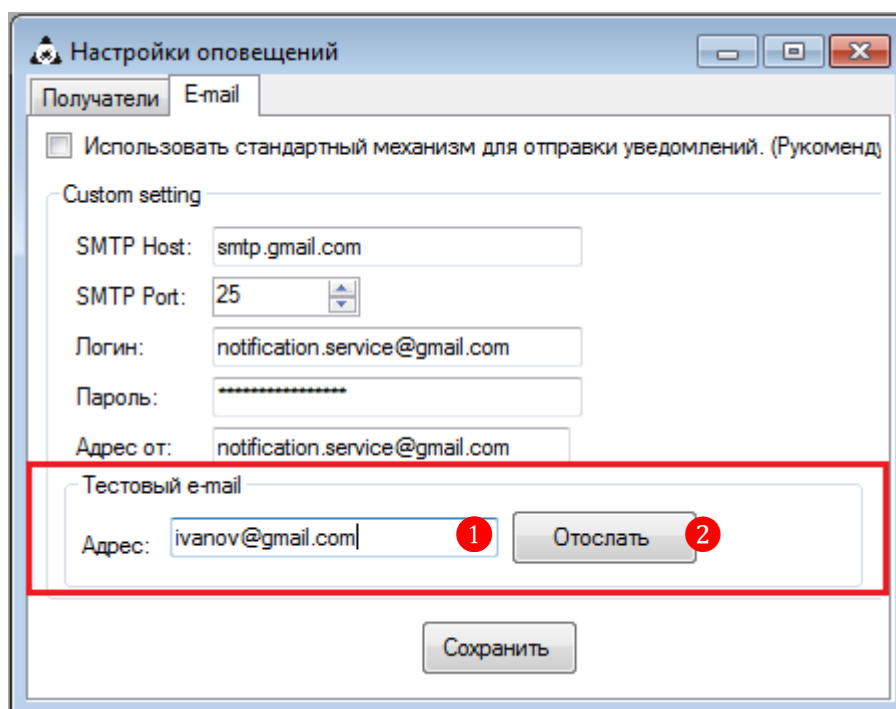 Настройки оповещений
Получатели E-mail
Использовать стандартный механизм для отправки уведомлений. (Рукоменду
Custom setting
SMTP Host: smtp.gmail.com
SMTP Port: 25
Логин: notification.service@gmail.com
Пароль: ****************
Адрес от: notification.service@gmail.com
Тестовый e-mail
Адрес: ivanov@gmail.com 1 Отослать 2
Сохранить